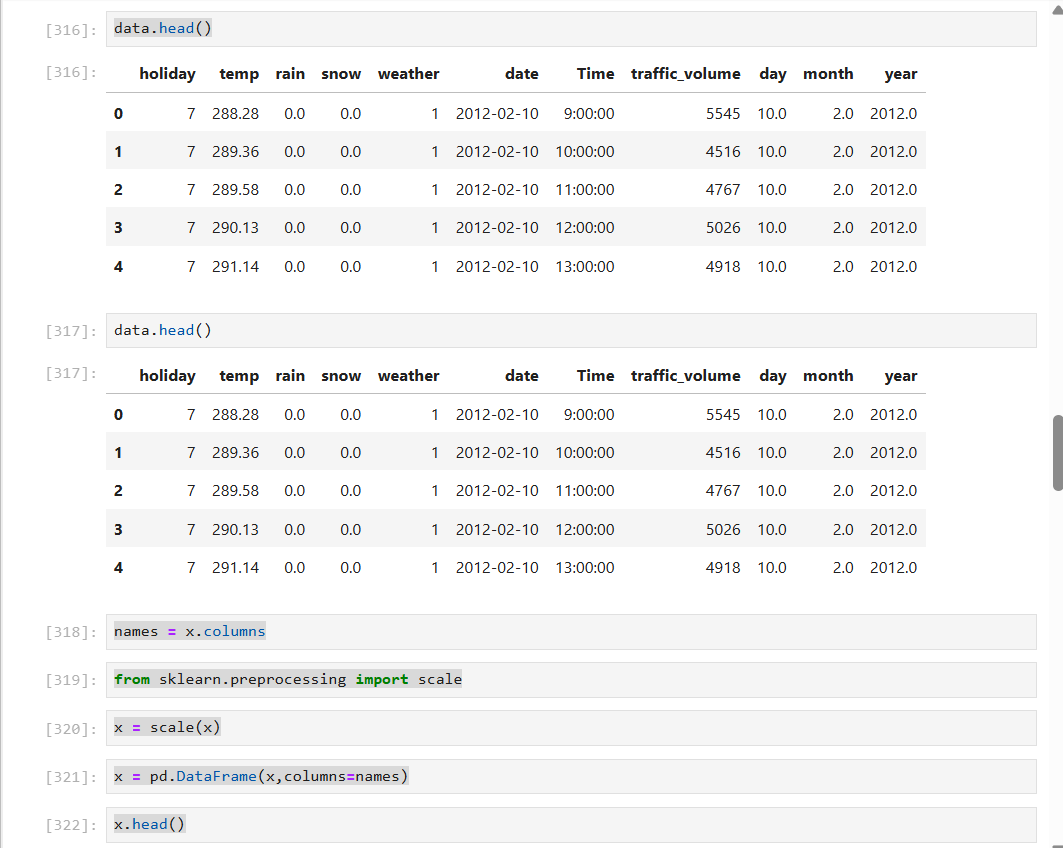 [316]: data.head()
[316]: holiday temp rain snow weather date Time traffic_volume day month year
0 7 288.28 0.0 0.0 1 2012-02-10 9:00:00 5545 10.0 2.0 2012.0
1 7 289.36 0.0 0.0 1 2012-02-10 10:00:00 4516 10.0 2.0 2012.0
2 7 289.58 0.0 0.0 1 2012-02-10 11:00:00 4767 10.0 2.0 2012.0
3 7 290.13 0.0 0.0 1 2012-02-10 12:00:00 5026 10.0 2.0 2012.0
4 7 291.14 0.0 0.0 1 2012-02-10 13:00:00 4918 10.0 2.0 2012.0
[317]: data.head()
[317]: holiday temp rain snow weather date Time traffic_volume day month year
0 7 288.28 0.0 0.0 1 2012-02-10 9:00:00 5545 10.0 2.0 2012.0
1 7 289.36 0.0 0.0 1 2012-02-10 10:00:00 4516 10.0 2.0 2012.0
2 7 289.58 0.0 0.0 1 2012-02-10 11:00:00 4767 10.0 2.0 2012.0
3 7 290.13 0.0 0.0 1 2012-02-10 12:00:00 5026 10.0 2.0 2012.0
4 7 291.14 0.0 0.0 1 2012-02-10 13:00:00 4918 10.0 2.0 2012.0
[318]: names = x.columns
[319]: from sklearn.preprocessing import scale
[320]: x = scale(x)
[321]: x = pd.DataFrame(x,columns=names)
[322]: x.head()